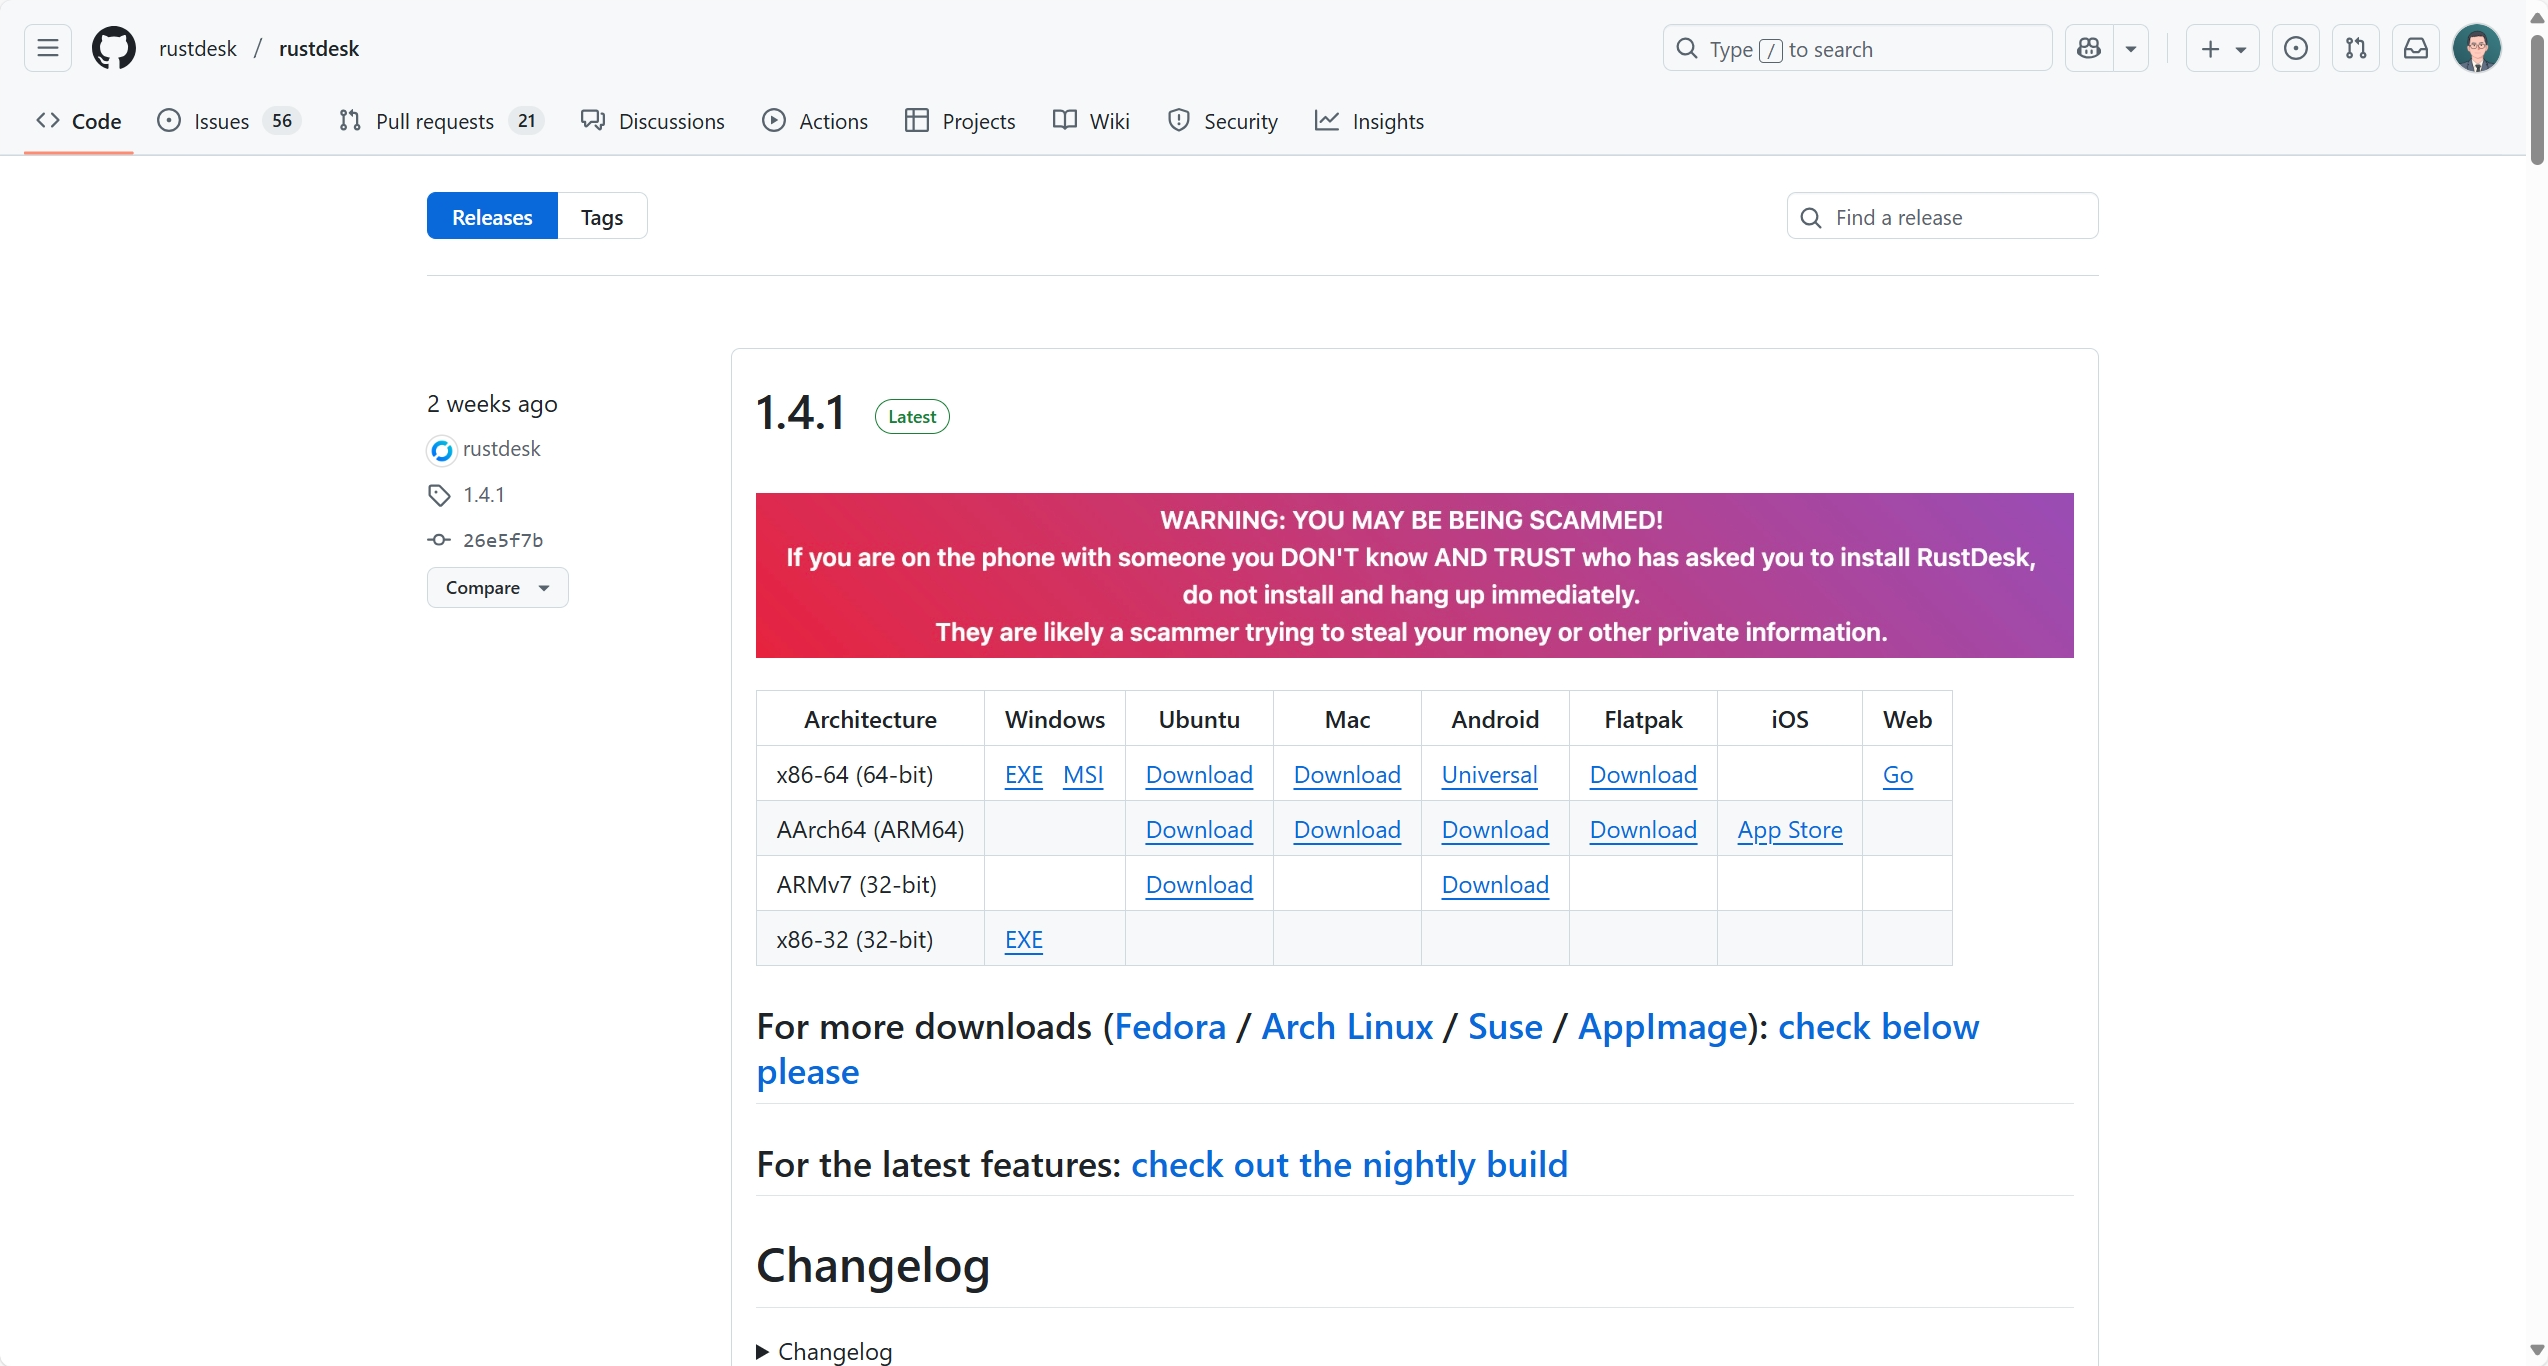 rustdesk / rustdesk
Type / to search
Code
Issues 56
Pull requests 21
Discussions
Actions
Projects
Wiki
Security
Insights
Releases
Tags
Find a release
2 weeks ago
rustdesk
1.4.1
26e5f7b
Compare
1.4.1 Latest
WARNING: YOU MAY BE BEING SCAMMED!
If you are on the phone with someone you DON'T know AND TRUST who has asked you to install RustDesk,
do not install and hang up immediately.
They are likely a scammer trying to steal your money or other private information.
Architecture Windows Ubuntu Mac Android Flatpak iOS Web
x86-64 (64-bit) EXE MSI Download Download Universal Download Go
AArch64 (ARM64) Download Download Download Download App Store
ARMv7 (32-bit) Download Download
x86-32 (32-bit) EXE
For more downloads (Fedora / Arch Linux / Suse / AppImage): check below
please
For the latest features: check out the nightly build
Changelog
Changelog